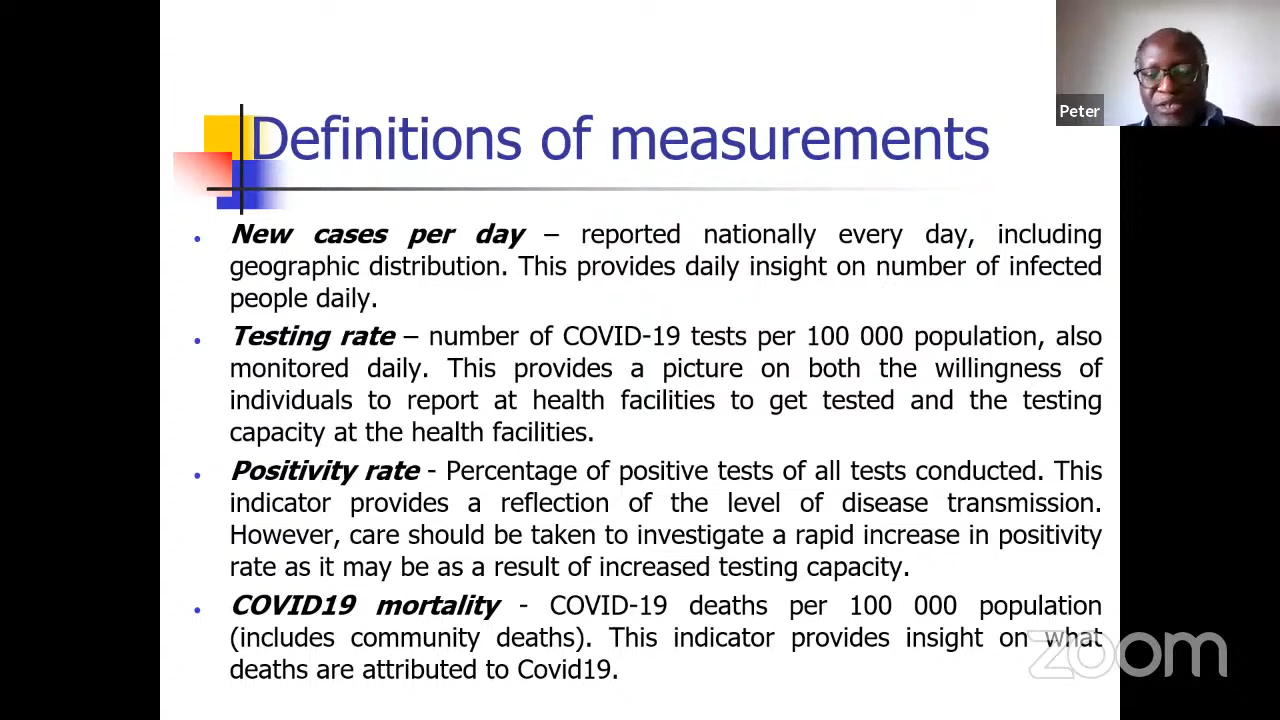 Peter
Definitions of measurements
• New cases per day – reported nationally every day, including
geographic distribution. This provides daily insight on number of infected
people daily.
• Testing rate – number of COVID-19 tests per 100 000 population, also
monitored daily. This provides a picture on both the willingness of
individuals to report at health facilities to get tested and the testing
capacity at the health facilities.
• Positivity rate - Percentage of positive tests of all tests conducted. This
indicator provides a reflection of the level of disease transmission.
However, care should be taken to investigate a rapid increase in positivity
rate as it may be as a result of increased testing capacity.
• COVID19 mortality - COVID-19 deaths per 100 000 population
(includes community deaths). This indicator provides insight on what
deaths are attributed to Covid19.
zoom